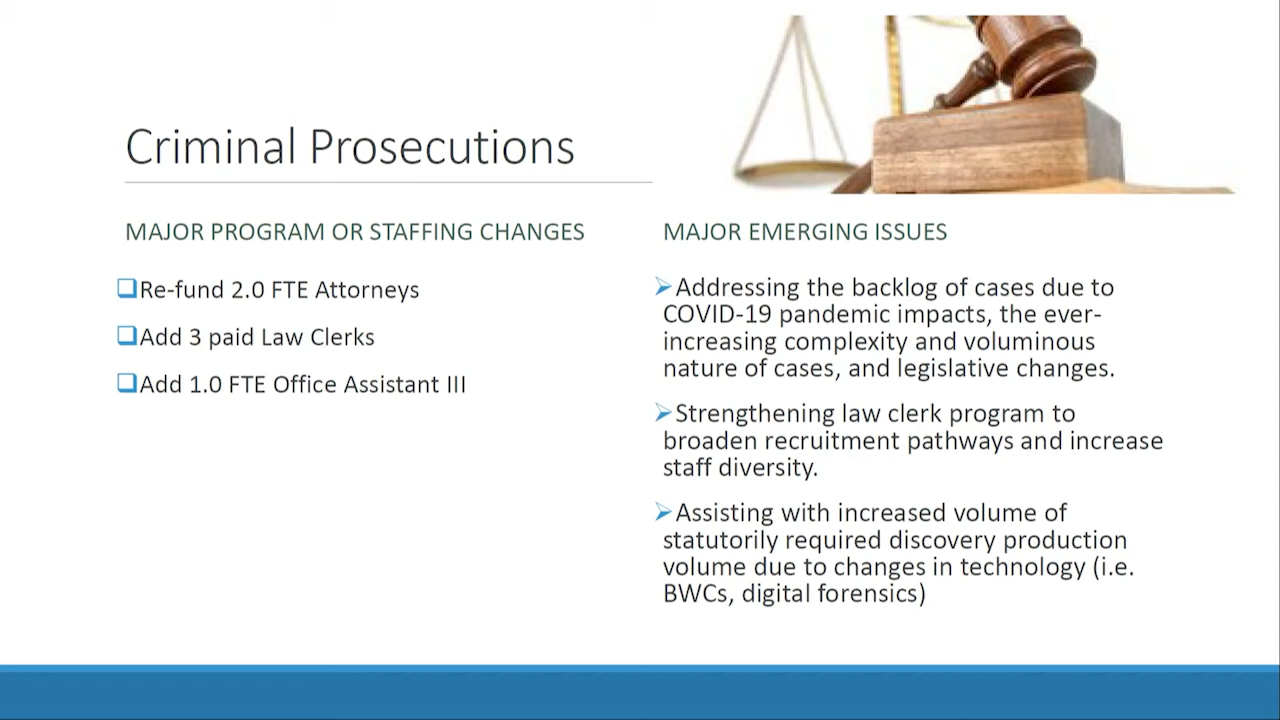 Criminal Prosecutions
MAJOR PROGRAM OR STAFFING CHANGES
Re-fund 2.0 FTE Attorneys
Add 3 paid Law Clerks
Add 1.0 FTE Office Assistant III
MAJOR EMERGING ISSUES
Addressing the backlog of cases due to
COVID-19 pandemic impacts, the ever-
increasing complexity and voluminous
nature of cases, and legislative changes.
Strengthening law clerk program to
broaden recruitment pathways and increase
staff diversity.
Assisting with increased volume of
statutorily required discovery production
volume due to changes in technology (i.e.
BWCs, digital forensics)